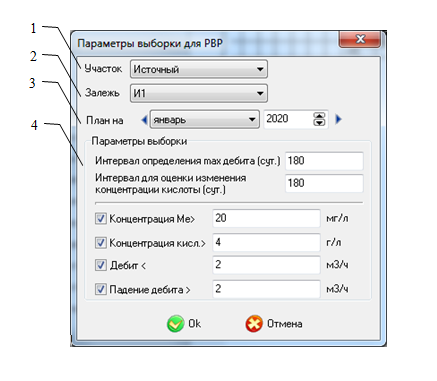 Параметры выборки для РВР
1
Участок Источный
2
Залежь И1
3
План на январь 2020
4
Параметры выборки
Интервал определения max дебита (сут.) 180
Интервал для оценки изменения
концентрации кислоты (сут.) 180
Концентрация Ме> 20 мг/л
Концентрация кисл.> 4 г/л
Дебит < 2 м3/ч
Падение дебита > 2 м3/ч
Ok Отмена